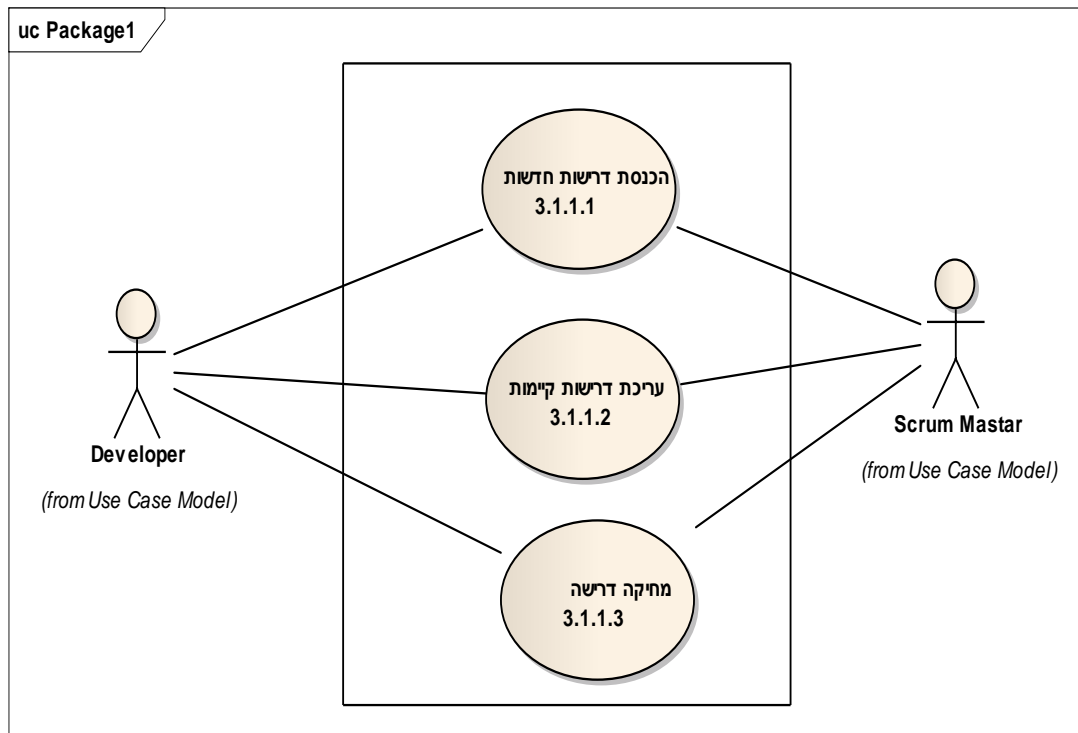 uc Package1
הכנסת דרישות חדשות
3.1.1.1
עריכת דרישות קיימות
3.1.1.2
מחיקה דרישה
3.1.1.3
Developer
(from Use Case Model)
Scrum Mastar
(from Use Case Model)